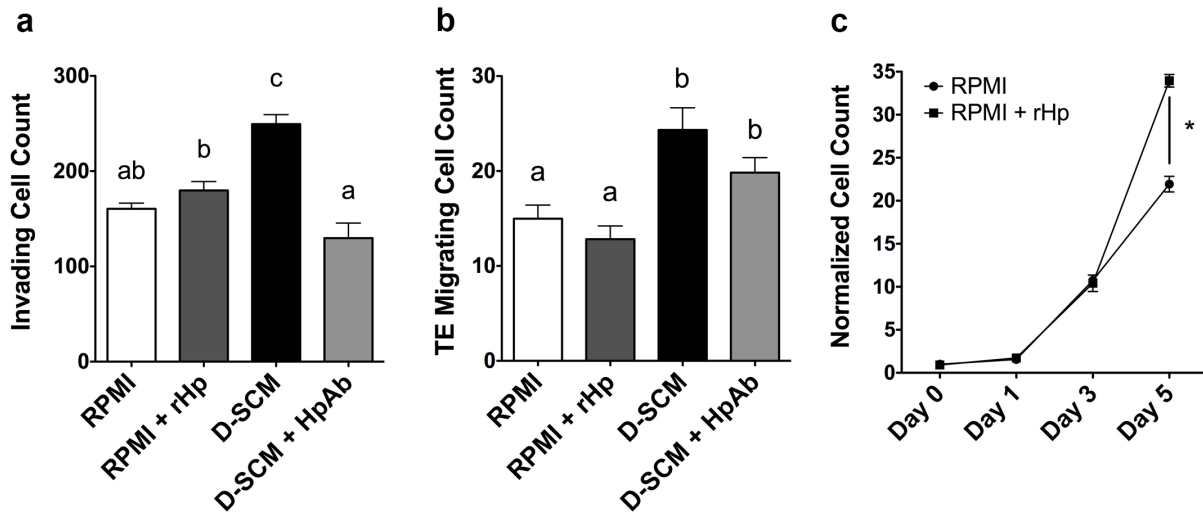 a
Invading Cell Count
300
200
100
0
ab
b
c
a
RPMI
RPMI + rHp
D-SCM
D-SCM + HpAb
b
TE Migrating Cell Count
30
20
10
0
a
a
b
b
RPMI
RPMI + rHp
D-SCM
D-SCM + HpAb
c
Normalized Cell Count
35
30
25
20
15
10
5
0
RPMI
RPMI + rHp
*
Day 0
Day 1
Day 3
Day 5